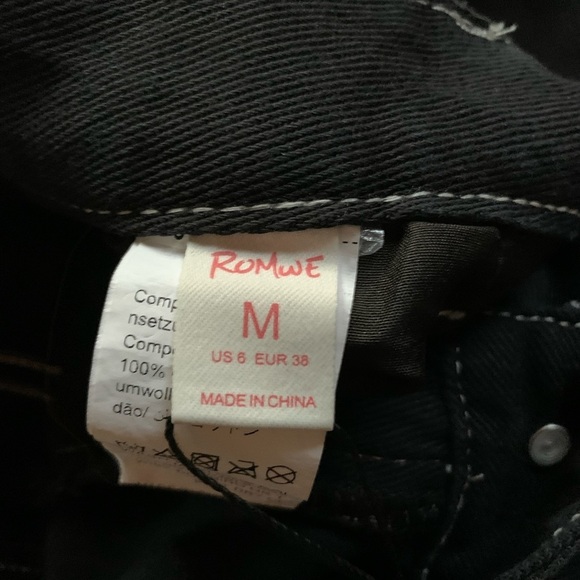 ROMWE
M
US 6 EUR 38
MADE IN CHINA
Comp
nsetzu
Comp
100%
umwoll
dão/